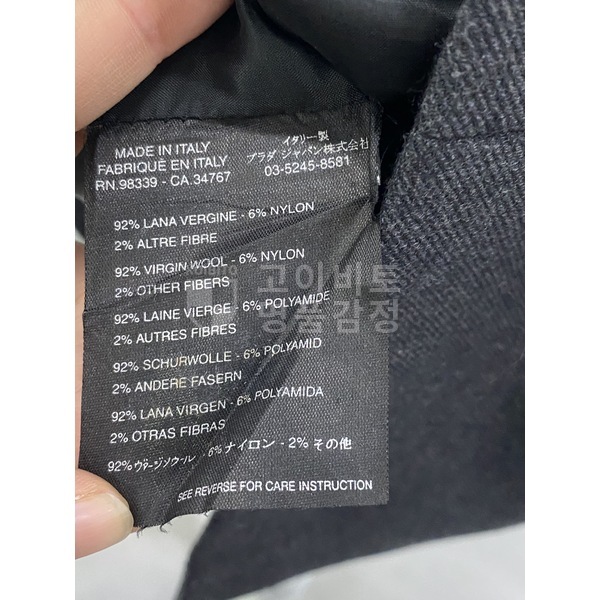 MADE IN ITALY
FABRIQUÉ EN ITALY
RN.98339 - CA.34767
イタリー製
プラダ ジャパン株式会社
03-5245-8581
92% LANA VERGINE - 6% NYLON
2% ALTRE FIBRE
92% VIRGIN WOOL - 6% NYLON
2% OTHER FIBERS
92% LAINE VIERGE - 6% POLYAMIDE
2% AUTRES FIBRES
92% SCHURWOLLE - 6% POLYAMID
2% ANDERE FASERN
92% LANA VIRGEN - 6% POLYAMIDA
2% OTRAS FIBRAS
92% ヴァージンウール - 6% ナイロン - 2% その他
SEE REVERSE FOR CARE INSTRUCTION
고이비토
명품감정